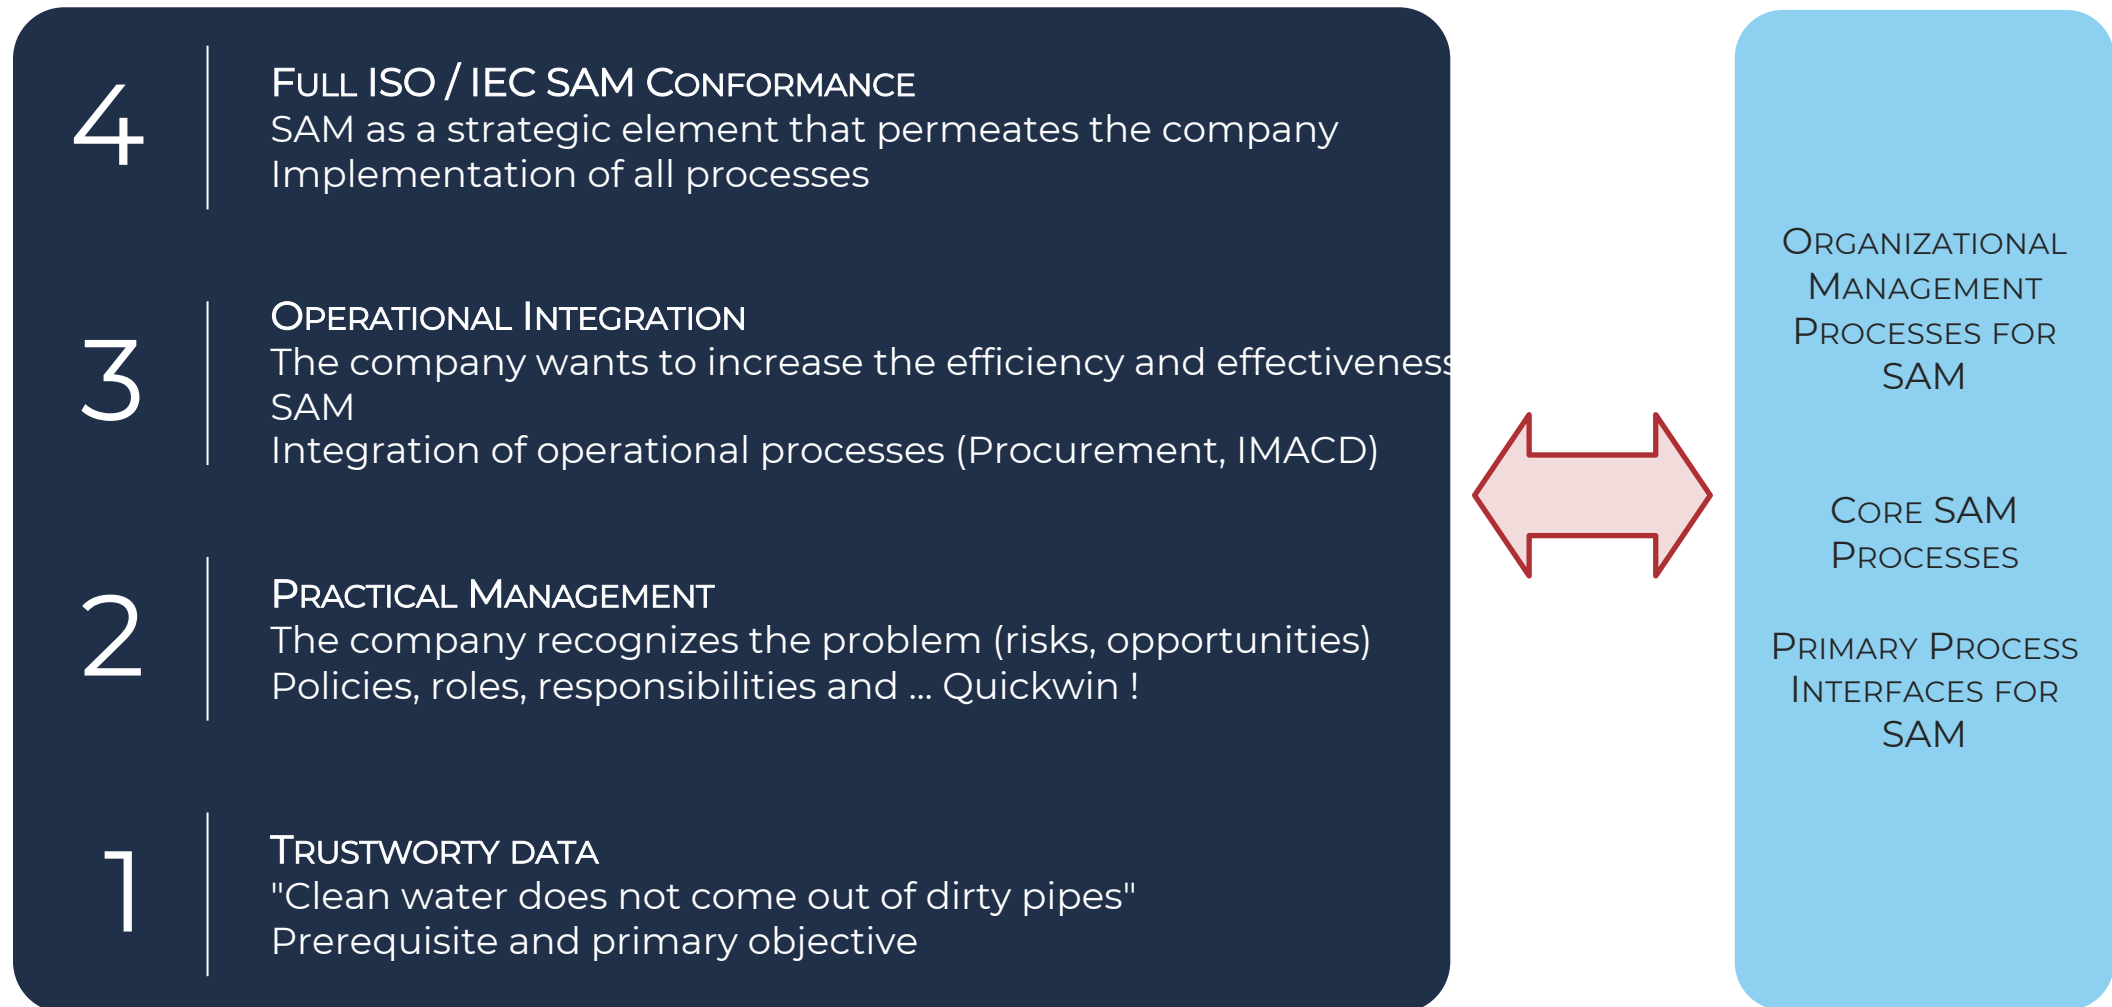 4
FULL ISO / IEC SAM CONFORMANCE
SAM as a strategic element that permeates the company
Implementation of all processes
3
OPERATIONAL INTEGRATION
The company wants to increase the efficiency and effectiveness
SAM
Integration of operational processes (Procurement, IMACD)
2
PRACTICAL MANAGEMENT
The company recognizes the problem (risks, opportunities)
Policies, roles, responsibilities and ... Quickwin !
1
TRUSTWORTY DATA
"Clean water does not come out of dirty pipes"
Prerequisite and primary objective
ORGANIZATIONAL
MANAGEMENT
PROCESSES FOR
SAM
CORE SAM
PROCESSES
PRIMARY PROCESS
INTERFACES FOR
SAM